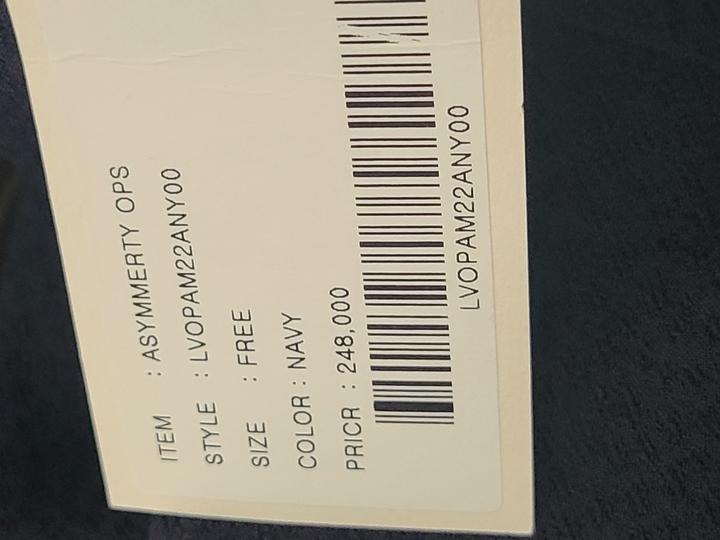 ITEM : ASYMMERTY OPS
STYLE : LVOPAM22ANY00
SIZE : FREE
COLOR : NAVY
PRICR : 248,000
LVOPAM22ANY00